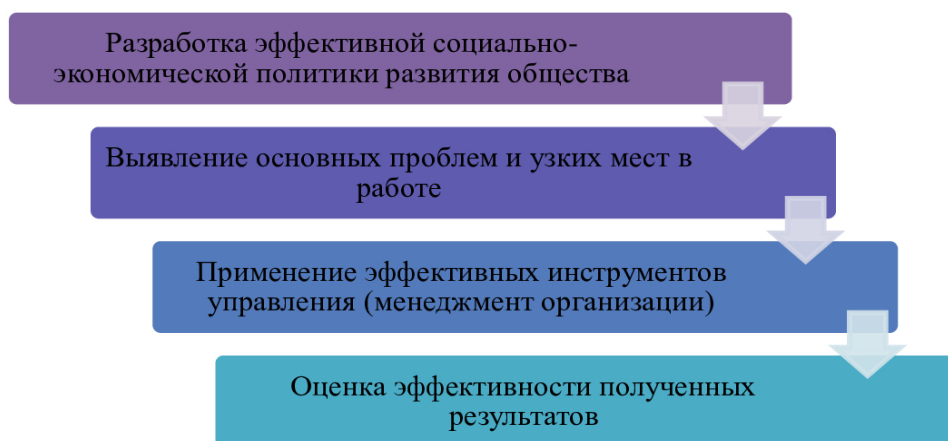 Разработка эффективной социально-
экономической политики развития общества
Выявление основных проблем и узких мест в
работе
Применение эффективных инструментов
управления (менеджмент организации)
Оценка эффективности полученных
результатов